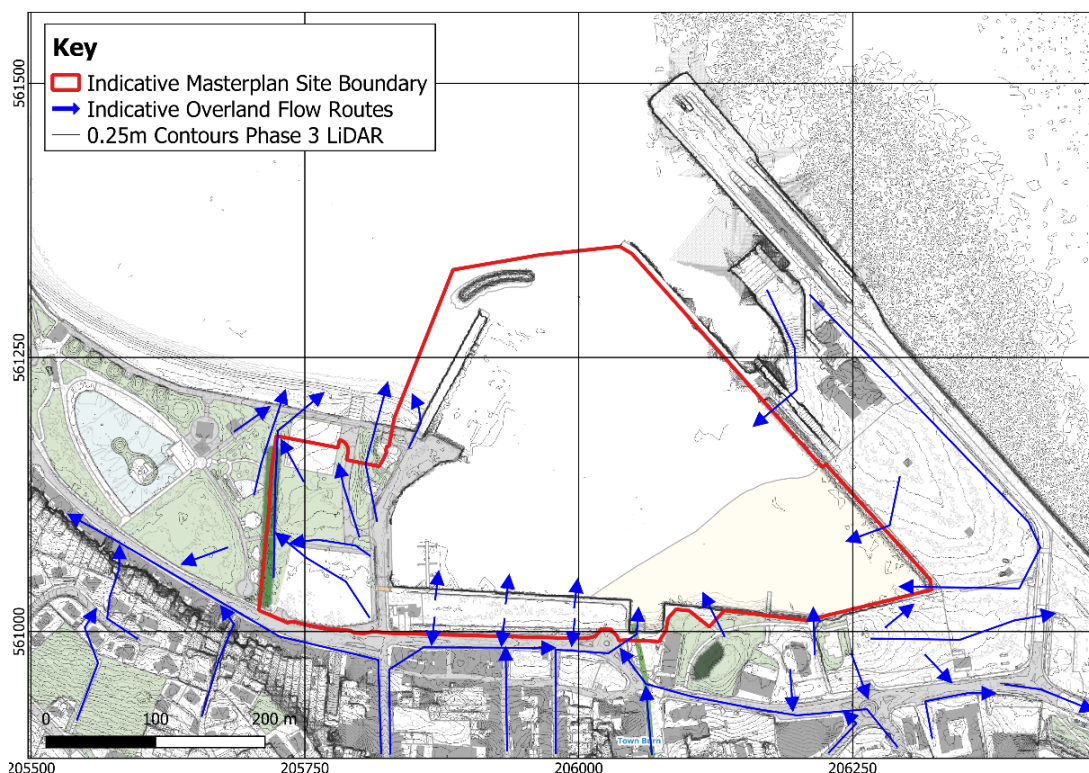 Key
Indicative Masterplan Site Boundary
Indicative Overland Flow Routes
0.25m Contours Phase 3 LiDAR
561500
561250
561000
0 100 200 m
Town Burn
205500 205750 206000 206250